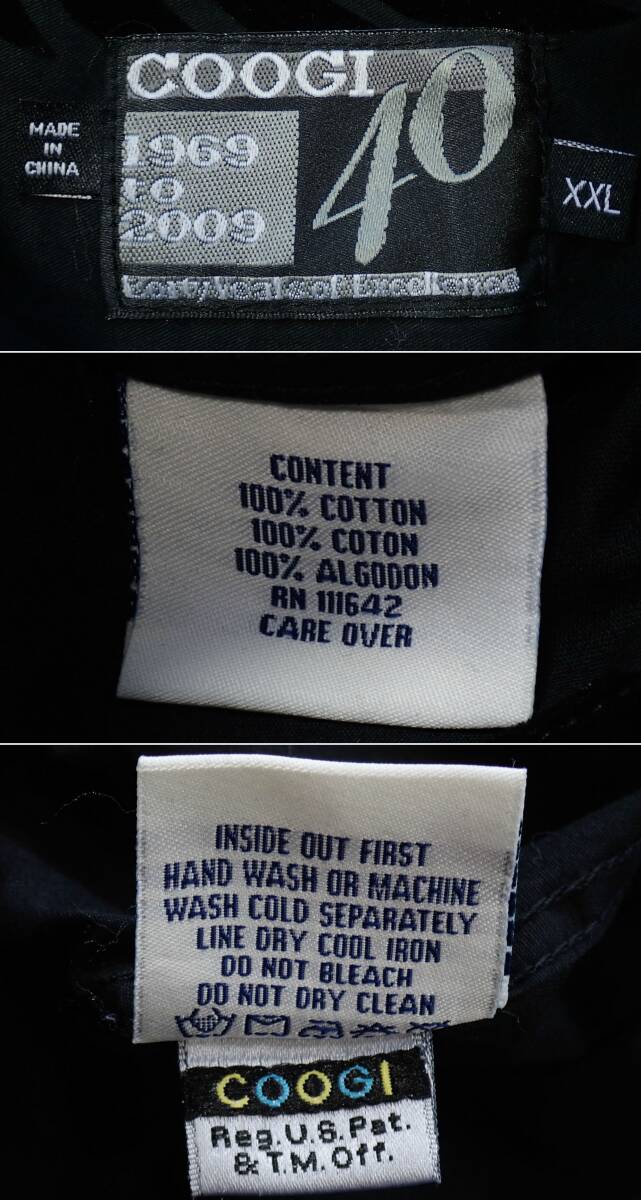 COOGI
40
MADE
IN
CHINA
1969
to
2009
XXL
Forty Years of Excellence
CONTENT
100% COTTON
100% COTON
100% ALGODON
RN 111642
CARE OVER
INSIDE OUT FIRST
HAND WASH OR MACHINE
WASH COLD SEPARATELY
LINE DRY COOL IRON
DO NOT BLEACH
DO NOT DRY CLEAN
COOGI
Reg. U.S. Pat.
& T.M. Off.